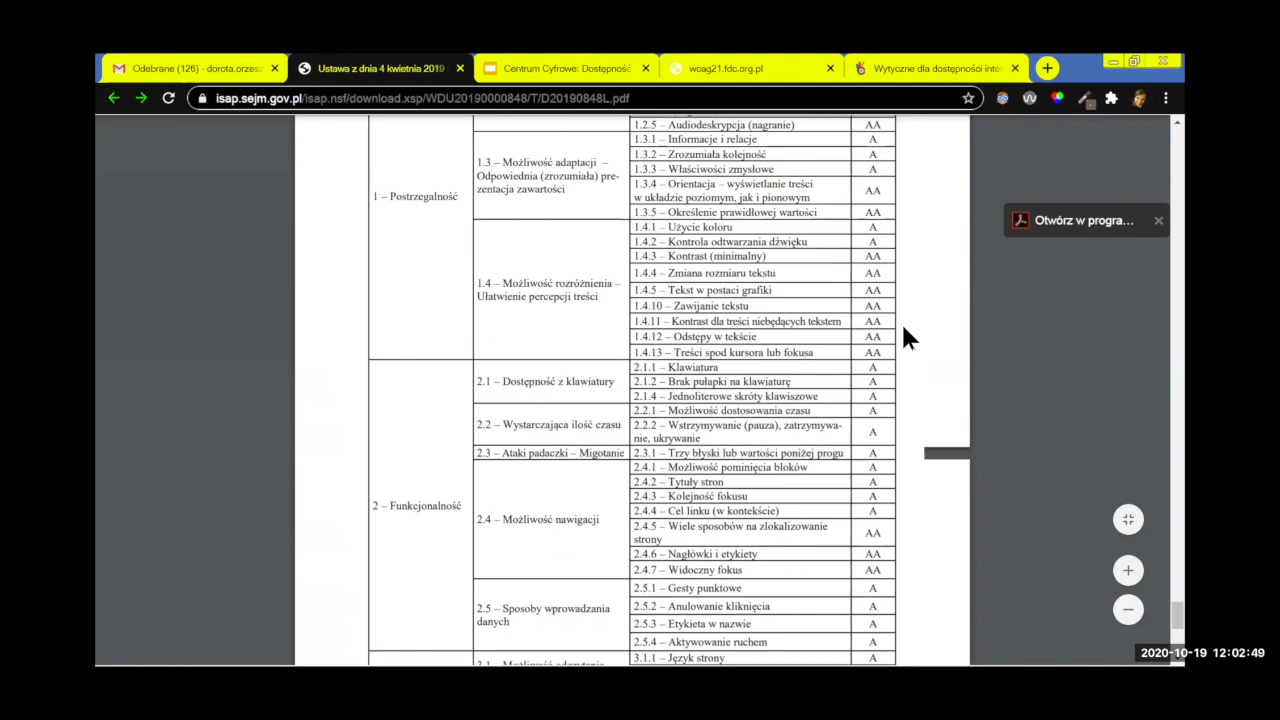 Odebrane (126) - dorota.orzes
Ustawa z dnia 4 kwietnia 2019
Centrum Cyfrowe: Dostępność
wcag21.fdc.org.pl
Wytyczne dla dostępności inte
isap.sejm.gov.pl/isap.nsf/download.xsp/WDU20190000848/T/D20190848L.pdf
Otwórz w progra...
1 – Postrzegalność
1.2.5 – Audiodeskrypcja (nagranie) AA
1.3 – Możliwość adaptacji –
Odpowiednia (zrozumiała) pre-
zentacja zawartości
1.3.1 – Informacje i relacje A
1.3.2 – Zrozumiała kolejność A
1.3.3 – Właściwości zmysłowe A
1.3.4 – Orientacja – wyświetlanie treści
w układzie poziomym, jak i pionowym AA
1.3.5 – Określenie prawidłowej wartości AA
1.4 – Możliwość rozróżnienia –
Ułatwienie percepcji treści
1.4.1 – Użycie koloru A
1.4.2 – Kontrola odtwarzania dźwięku A
1.4.3 – Kontrast (minimalny) AA
1.4.4 – Zmiana rozmiaru tekstu AA
1.4.5 – Tekst w postaci grafiki AA
1.4.10 – Zawijanie tekstu AA
1.4.11 – Kontrast dla treści niebędących tekstem AA
1.4.12 – Odstępy w tekście AA
1.4.13 – Treści spod kursora lub fokusa AA
2 – Funkcjonalność
2.1 – Dostępność z klawiatury
2.1.1 – Klawiatura A
2.1.2 – Brak pułapki na klawiaturę A
2.1.4 – Jednoliterowe skróty klawiszowe A
2.2 – Wystarczająca ilość czasu
2.2.1 – Możliwość dostosowania czasu A
2.2.2 – Wstrzymywanie (pauza), zatrzymywa-
nie, ukrywanie A
2.3 – Ataki padaczki – Migotanie
2.3.1 – Trzy błyski lub wartości poniżej progu A
2.4 – Możliwość nawigacji
2.4.1 – Możliwość pominięcia bloków A
2.4.2 – Tytuły stron A
2.4.3 – Kolejność fokusu A
2.4.4 – Cel linku (w kontekście) A
2.4.5 – Wiele sposobów na zlokalizowanie
strony AA
2.4.6 – Nagłówki i etykiety AA
2.4.7 – Widoczny fokus AA
2.5 – Sposoby wprowadzania
danych
2.5.1 – Gesty punktowe A
2.5.2 – Anulowanie kliknięcia A
2.5.3 – Etykieta w nazwie A
2.5.4 – Aktywowanie ruchem A
3.1.1 – Język strony A
2020-10-19 12:02:49